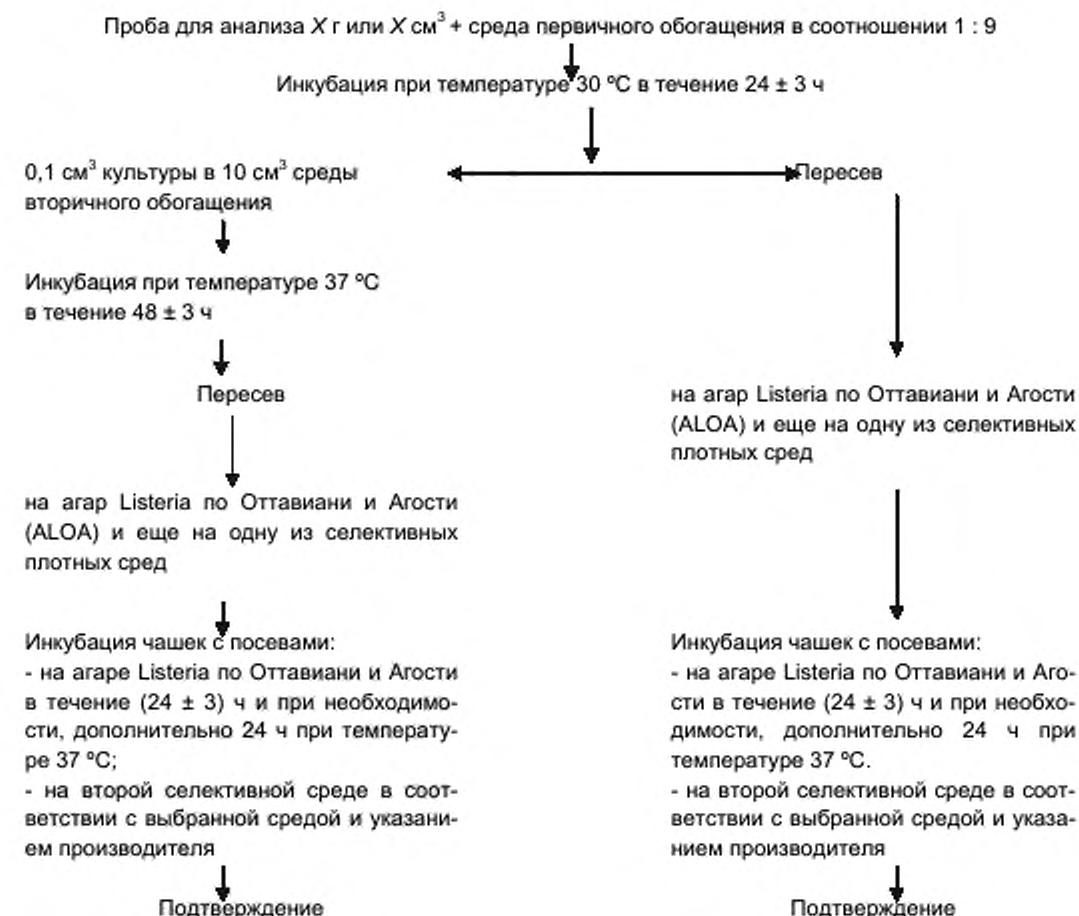 Проба для анализа X г или X см³ + среда первичного обогащения в соотношении 1 : 9
Инкубация при температуре 30 ºС в течение 24 ± 3 ч
0,1 см³ культуры в 10 см³ среды
вторичного обогащения
Инкубация при температуре 37 ºС
в течение 48 ± 3 ч
Пересев
на агар Listeria по Оттавиани и Агости
(ALOA) и еще на одну из селективных
плотных сред
Инкубация чашек с посевами:
- на агаре Listeria по Оттавиани и Агости
в течение (24 ± 3) ч и при необходимо-
сти, дополнительно 24 ч при температу-
ре 37 ºС;
- на второй селективной среде в соот-
ветствии с выбранной средой и указани-
ем производителя
Подтверждение
Пересев
на агар Listeria по Оттавиани и Агости
(ALOA) и еще на одну из селективных
плотных сред
Инкубация чашек с посевами:
- на агаре Listeria по Оттавиани и Аго-
сти в течение (24 ± 3) ч и при необхо-
димости, дополнительно 24 ч при
температуре 37 ºС.
- на второй селективной среде в соот-
ветствии с выбранной средой и указа-
нием производителя
Подтверждение